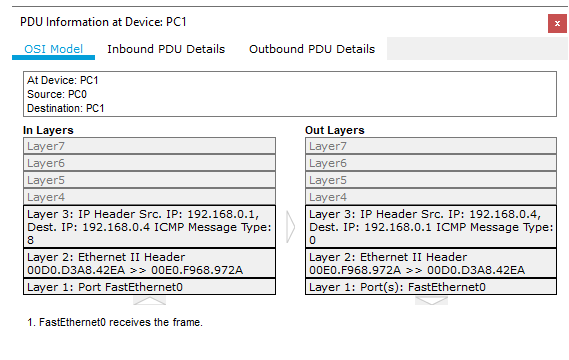 PDU Information at Device: PC1
x
OSI Model Inbound PDU Details Outbound PDU Details
At Device: PC1
Source: PC0
Destination: PC1
In Layers
Layer7
Layer6
Layer5
Layer4
Layer 3: IP Header Src. IP: 192.168.0.1,
Dest. IP: 192.168.0.4 ICMP Message Type:
8
Layer 2: Ethernet II Header
00D0.D3A8.42EA >> 00E0.F968.972A
Layer 1: Port FastEthernet0
Out Layers
Layer7
Layer6
Layer5
Layer4
Layer 3: IP Header Src. IP: 192.168.0.4,
Dest. IP: 192.168.0.1 ICMP Message Type:
0
Layer 2: Ethernet II Header
00E0.F968.972A >> 00D0.D3A8.42EA
Layer 1: Port(s): FastEthernet0
1. FastEthernet0 receives the frame.